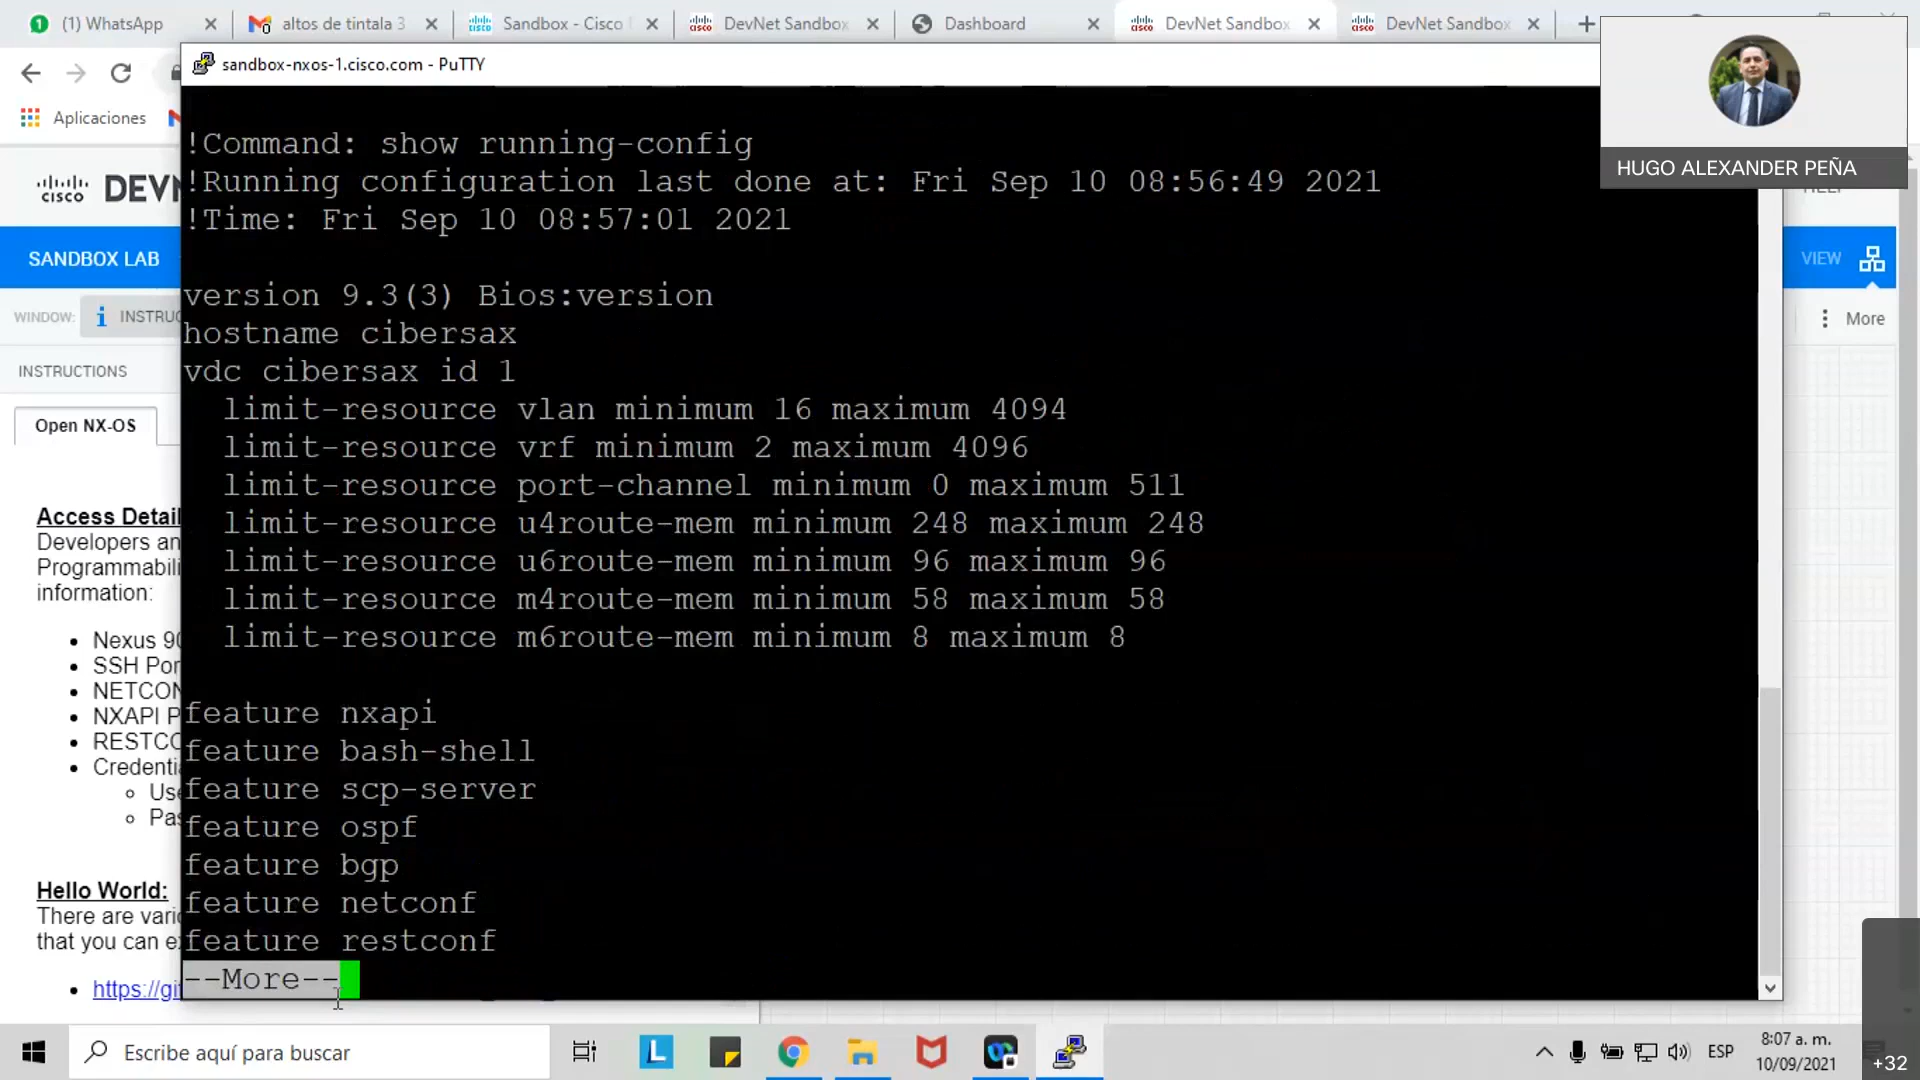 (1) WhatsApp
altos de tintala 3
Sandbox - Cisco
DevNet Sandbox
Dashboard
DevNet Sandbox
DevNet Sandbox
sandbox-nxos-1.cisco.com - PuTTY
Aplicaciones
HUGO ALEXANDER PEÑA
cisco DEVN
SANDBOX LAB
VIEW
WINDOW:
INSTRUC
More
INSTRUCTIONS
Open NX-OS
!Command: show running-config
!Running configuration last done at: Fri Sep 10 08:56:49 2021
!Time: Fri Sep 10 08:57:01 2021
version 9.3(3) Bios:version
hostname cibersax
vdc cibersax id 1
limit-resource vlan minimum 16 maximum 4094
limit-resource vrf minimum 2 maximum 4096
limit-resource port-channel minimum 0 maximum 511
limit-resource u4route-mem minimum 248 maximum 248
limit-resource u6route-mem minimum 96 maximum 96
limit-resource m4route-mem minimum 58 maximum 58
limit-resource m6route-mem minimum 8 maximum 8
feature nxapi
feature bash-shell
feature scp-server
feature ospf
feature bgp
feature netconf
feature restconf
--More--
Access Detail
Developers an
Programmabili
information:
Nexus 90
SSH Por
NETCON
NXAPI P
RESTCO
Credentia
Use
Pas
Hello World:
There are vario
that you can e
https://gi
Escribe aquí para buscar
ESP
8:07 a. m.
10/09/2021
+32